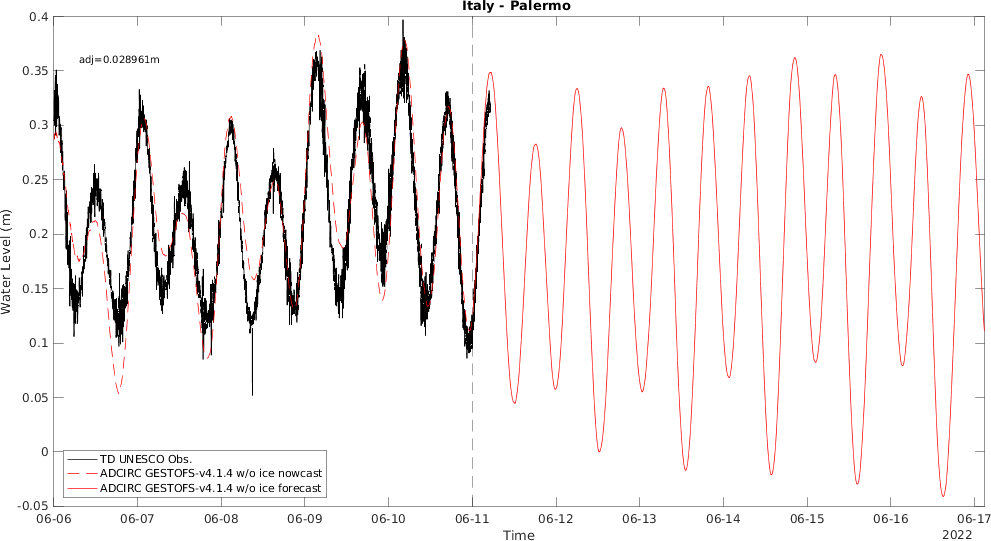 Italy - Palermo
adj=0.028961m
Water Level (m)
0.4
0.35
0.3
0.25
0.2
0.15
0.1
0.05
0
-0.05
TD UNESCO Obs.
ADCIRC GESTOFS-v4.1.4 w/o ice nowcast
ADCIRC GESTOFS-v4.1.4 w/o ice forecast
06-06 06-07 06-08 06-09 06-10 06-11 06-12 06-13 06-14 06-15 06-16 06-17
Time
2022